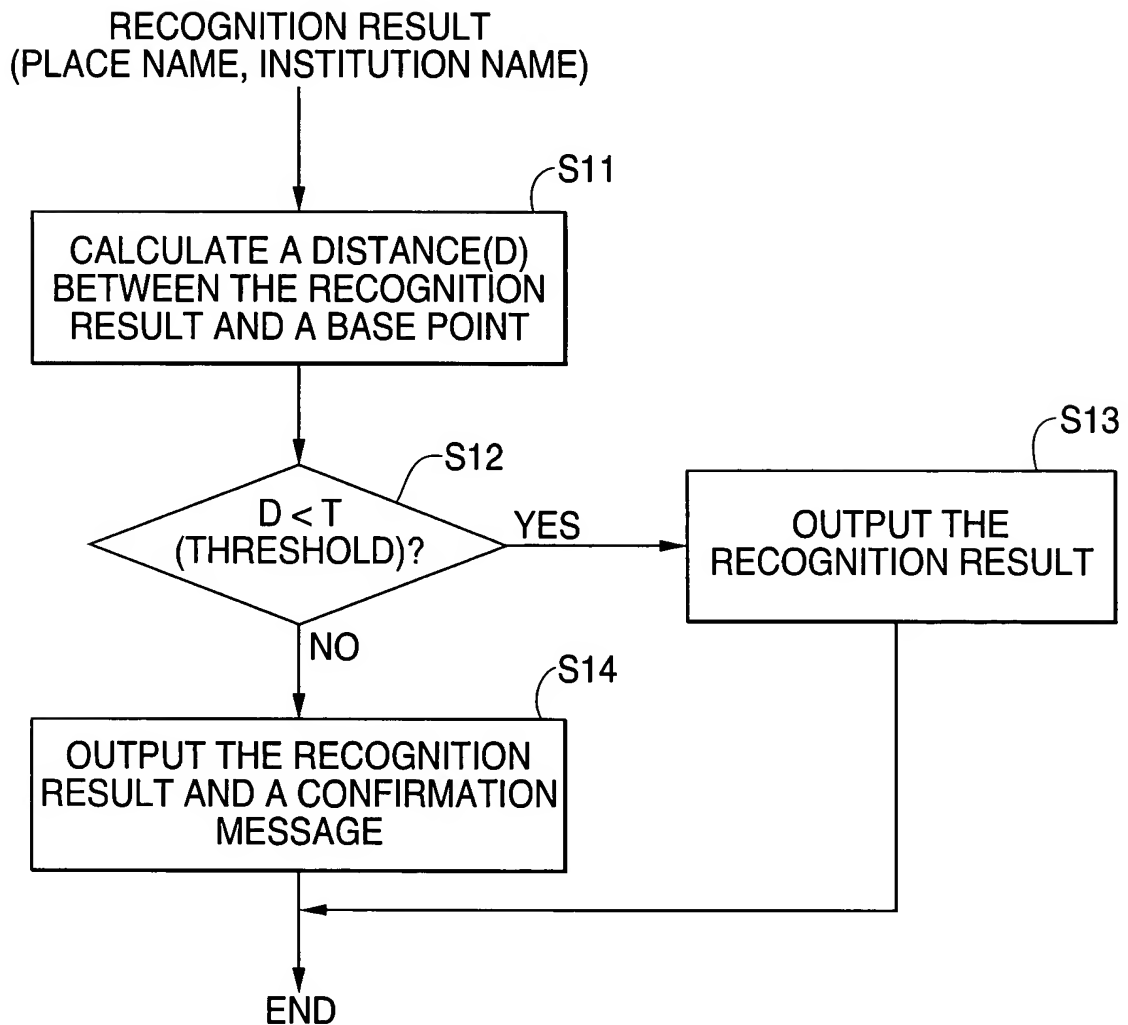 RECOGNITION RESULT
(PLACE NAME, INSTITUTION NAME)
S11
CALCULATE A DISTANCE(D)
BETWEEN THE RECOGNITION
RESULT AND A BASE POINT
S12
D < T
(THRESHOLD)?
YES
S13
OUTPUT THE
RECOGNITION RESULT
NO
S14
OUTPUT THE RECOGNITION
RESULT AND A CONFIRMATION
MESSAGE
END